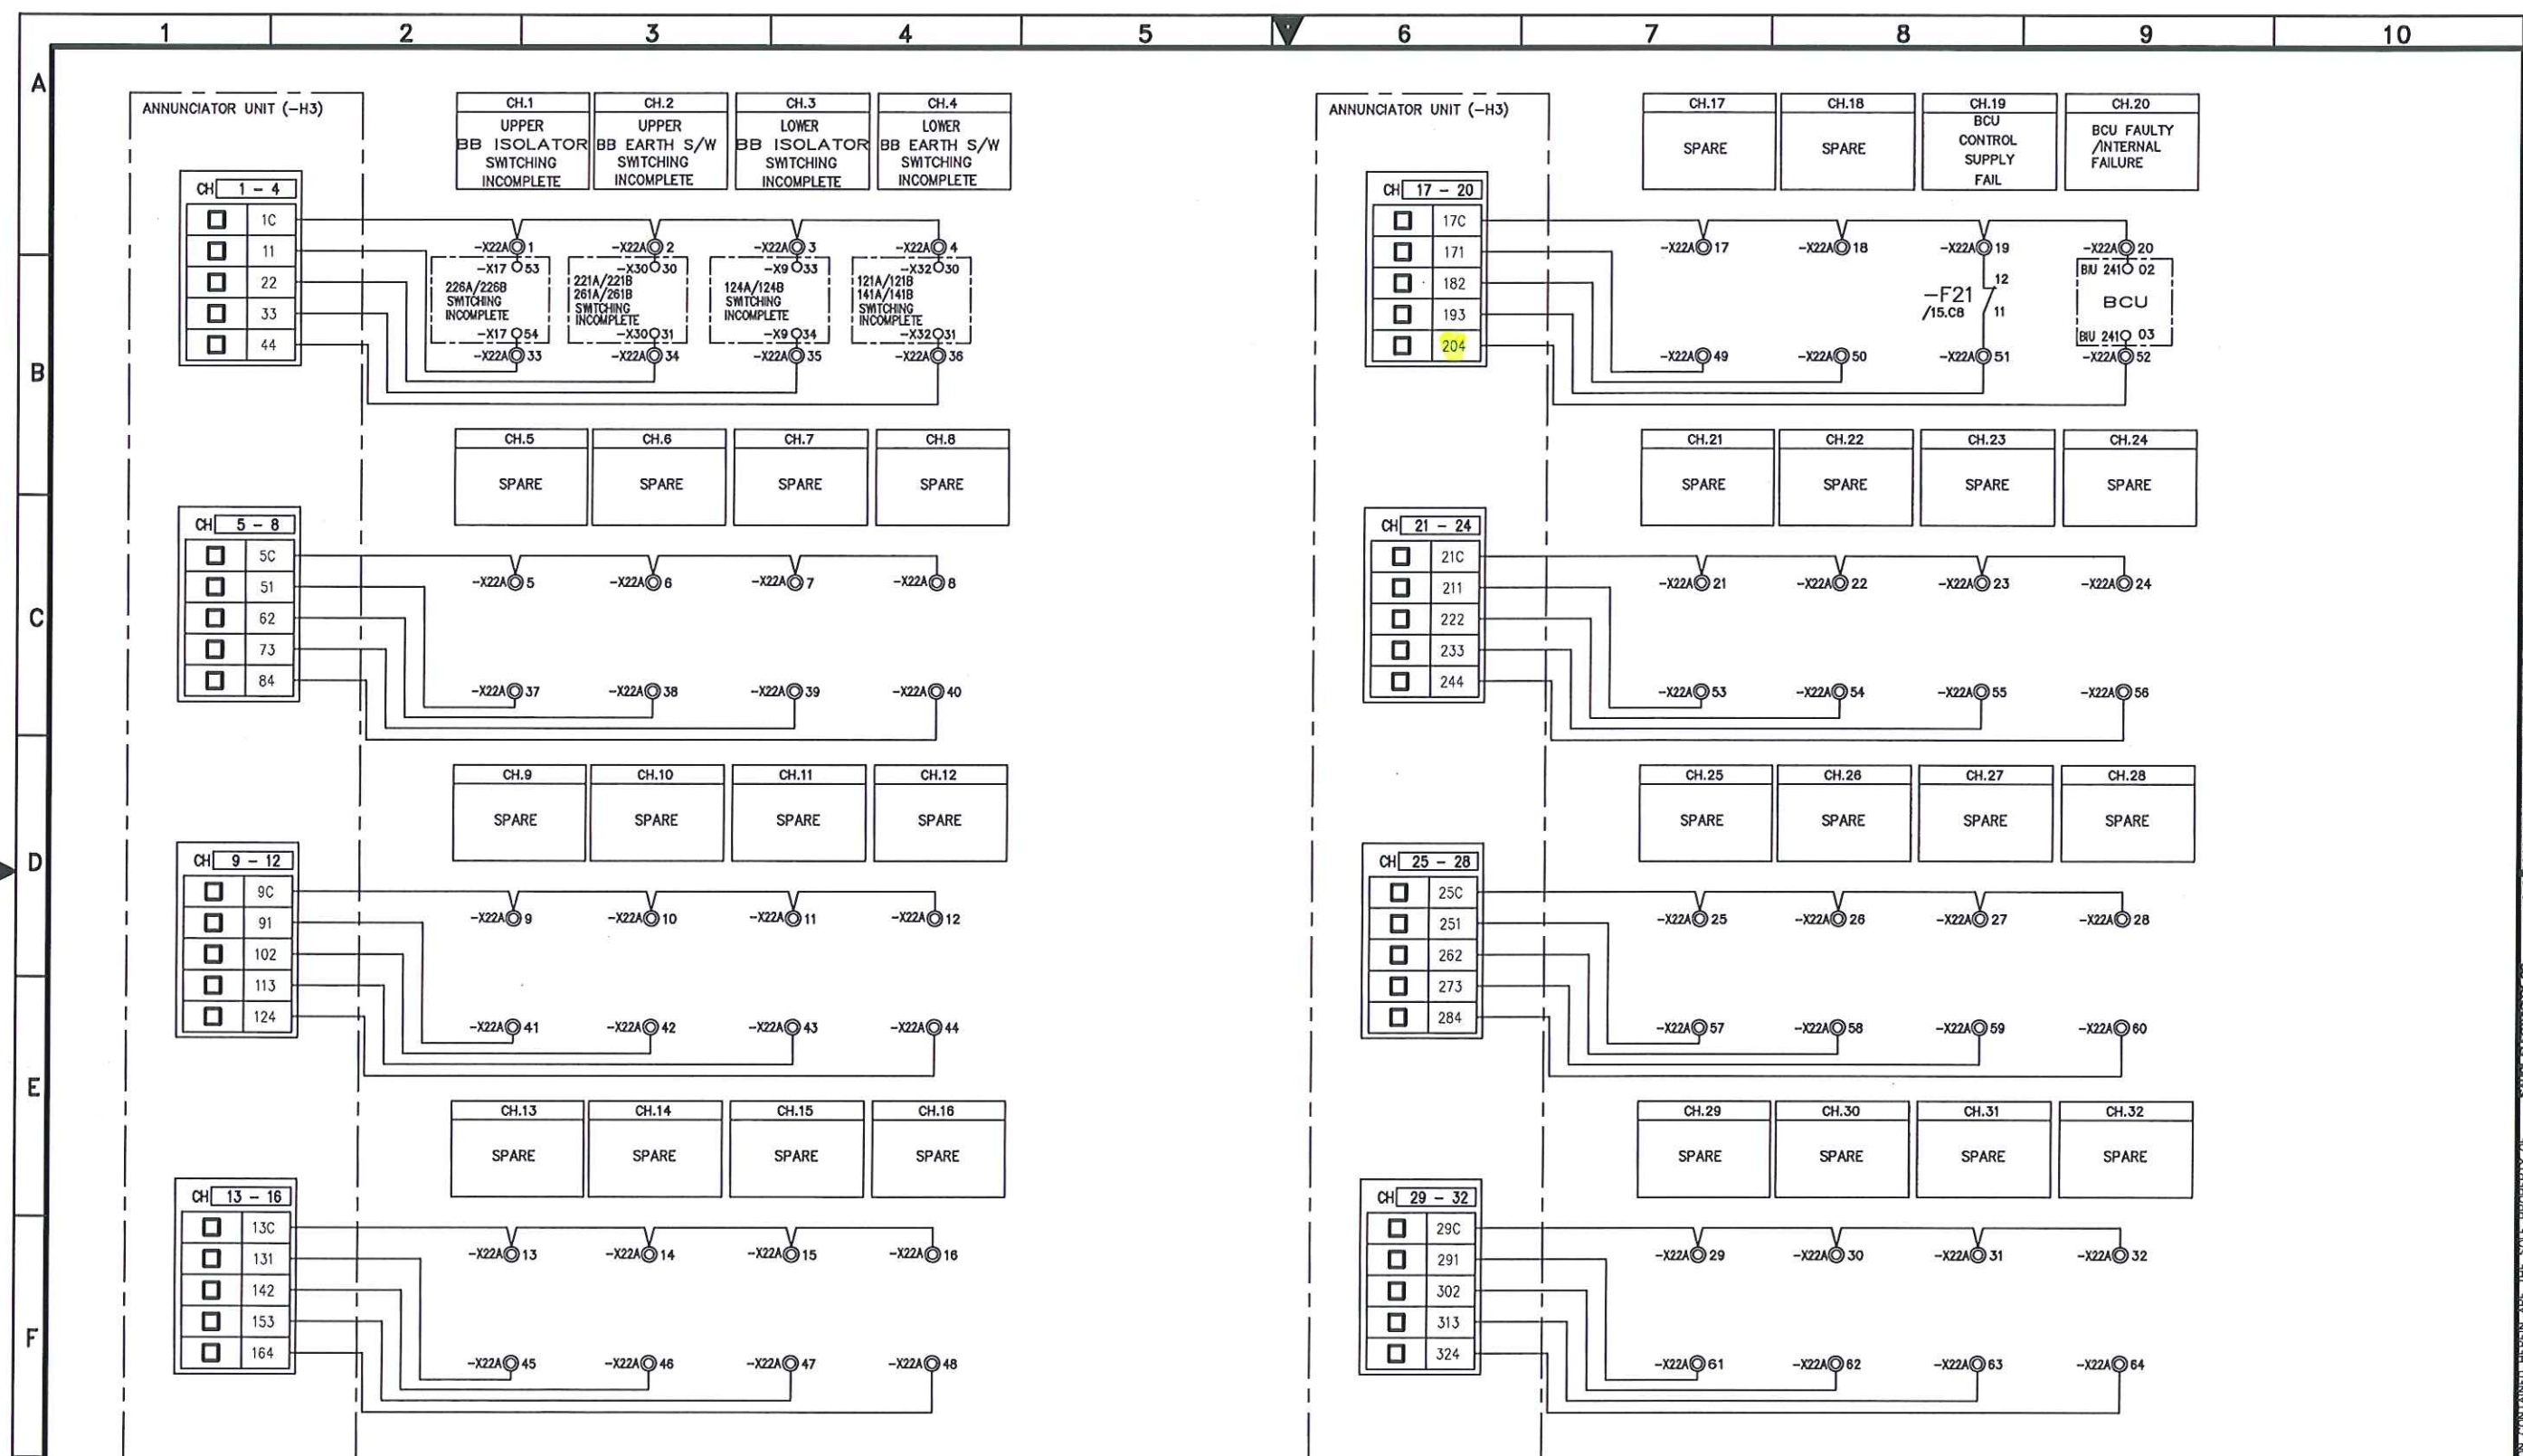 1 2 3 4 5 6 7 8 9 10
A
ANNUNCIATOR UNIT (-H3)
CH.1 CH.2 CH.3 CH.4
UPPER
BB ISOLATOR
SWITCHING
INCOMPLETE
UPPER
BB EARTH S/W
SWITCHING
INCOMPLETE
LOWER
BB ISOLATOR
SWITCHING
INCOMPLETE
LOWER
BB EARTH S/W
SWITCHING
INCOMPLETE
CH 1 - 4
1C
11
22
33
44
-X22A 1 -X22A 2 -X22A 3 -X22A 4
-X17 53 -X30 30 -X9 33 -X32 30
226A/226B
SWITCHING
INCOMPLETE
221A/221B
261A/261B
SWITCHING
INCOMPLETE
124A/124B
SWITCHING
INCOMPLETE
121A/121B
141A/141B
SWITCHING
INCOMPLETE
-X17 54 -X30 31 -X9 34 -X32 31
-X22A 33 -X22A 34 -X22A 35 -X22A 36
B
CH.5 CH.6 CH.7 CH.8
SPARE SPARE SPARE SPARE
CH 5 - 8
5C
51
62
73
84
-X22A 5 -X22A 6 -X22A 7 -X22A 8
-X22A 37 -X22A 38 -X22A 39 -X22A 40
C
CH.9 CH.10 CH.11 CH.12
SPARE SPARE SPARE SPARE
CH 9 - 12
9C
91
102
113
124
-X22A 9 -X22A 10 -X22A 11 -X22A 12
-X22A 41 -X22A 42 -X22A 43 -X22A 44
D
CH.13 CH.14 CH.15 CH.16
SPARE SPARE SPARE SPARE
CH 13 - 16
13C
131
142
153
164
-X22A 13 -X22A 14 -X22A 15 -X22A 16
-X22A 45 -X22A 46 -X22A 47 -X22A 48
E
F
ANNUNCIATOR UNIT (-H3)
CH.17 CH.18 CH.19 CH.20
SPARE
SPARE
BCU
CONTROL
SUPPLY
FAIL
BCU FAULTY
/INTERNAL
FAILURE
CH 17 - 20
17C
171
182
193
204
-X22A 17 -X22A 18 -X22A 19 -X22A 20
12
-F21
/15.C8
11
BIU 241 02
BCU
BIU 241 03
-X22A 49 -X22A 50 -X22A 51 -X22A 52
CH.21 CH.22 CH.23 CH.24
SPARE SPARE SPARE SPARE
CH 21 - 24
21C
211
222
233
244
-X22A 21 -X22A 22 -X22A 23 -X22A 24
-X22A 53 -X22A 54 -X22A 55 -X22A 56
CH.25 CH.26 CH.27 CH.28
SPARE SPARE SPARE SPARE
CH 25 - 28
25C
251
262
273
284
-X22A 25 -X22A 26 -X22A 27 -X22A 28
-X22A 57 -X22A 58 -X22A 59 -X22A 60
CH.29 CH.30 CH.31 CH.32
SPARE SPARE SPARE SPARE
CH 29 - 32
29C
291
302
313
324
-X22A 29 -X22A 30 -X22A 31 -X22A 32
-X22A 61 -X22A 62 -X22A 63 -X22A 64